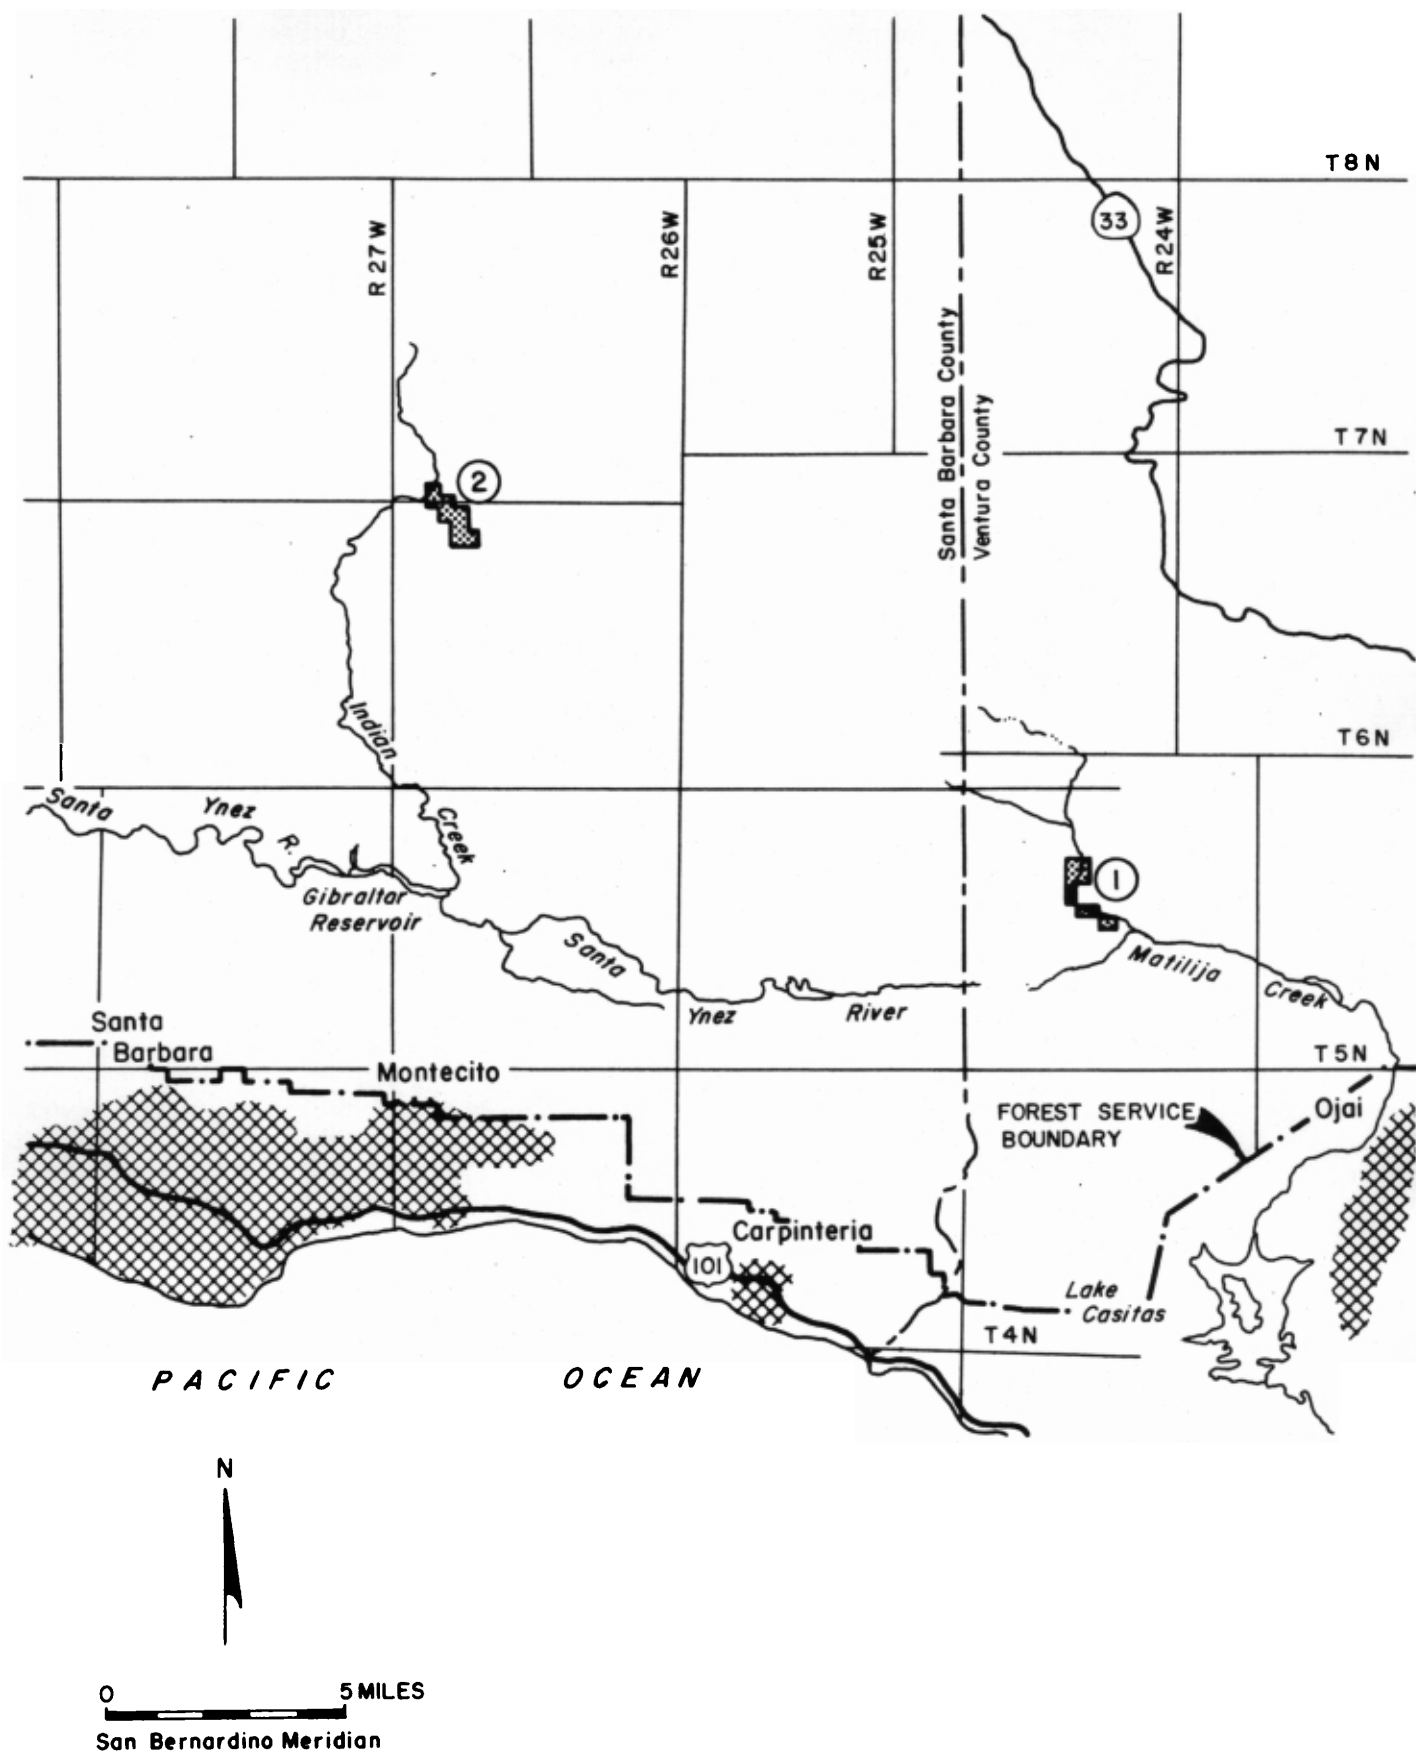 T8N
33
R27W
R26W
R25W
R24W
Santa Barbara County
Ventura County
T7N
2
T6N
Indian
Creek
Santa Ynez R.
Gibraltar
Reservoir
1
Santa
Ynez River
Matilija
Creek
Santa
Barbara
Montecito
T5N
FOREST SERVICE
BOUNDARY
Ojai
Carpinteria
101
Lake
Casitas
T4N
PACIFIC OCEAN
N
0 5 MILES
San Bernardino Meridian